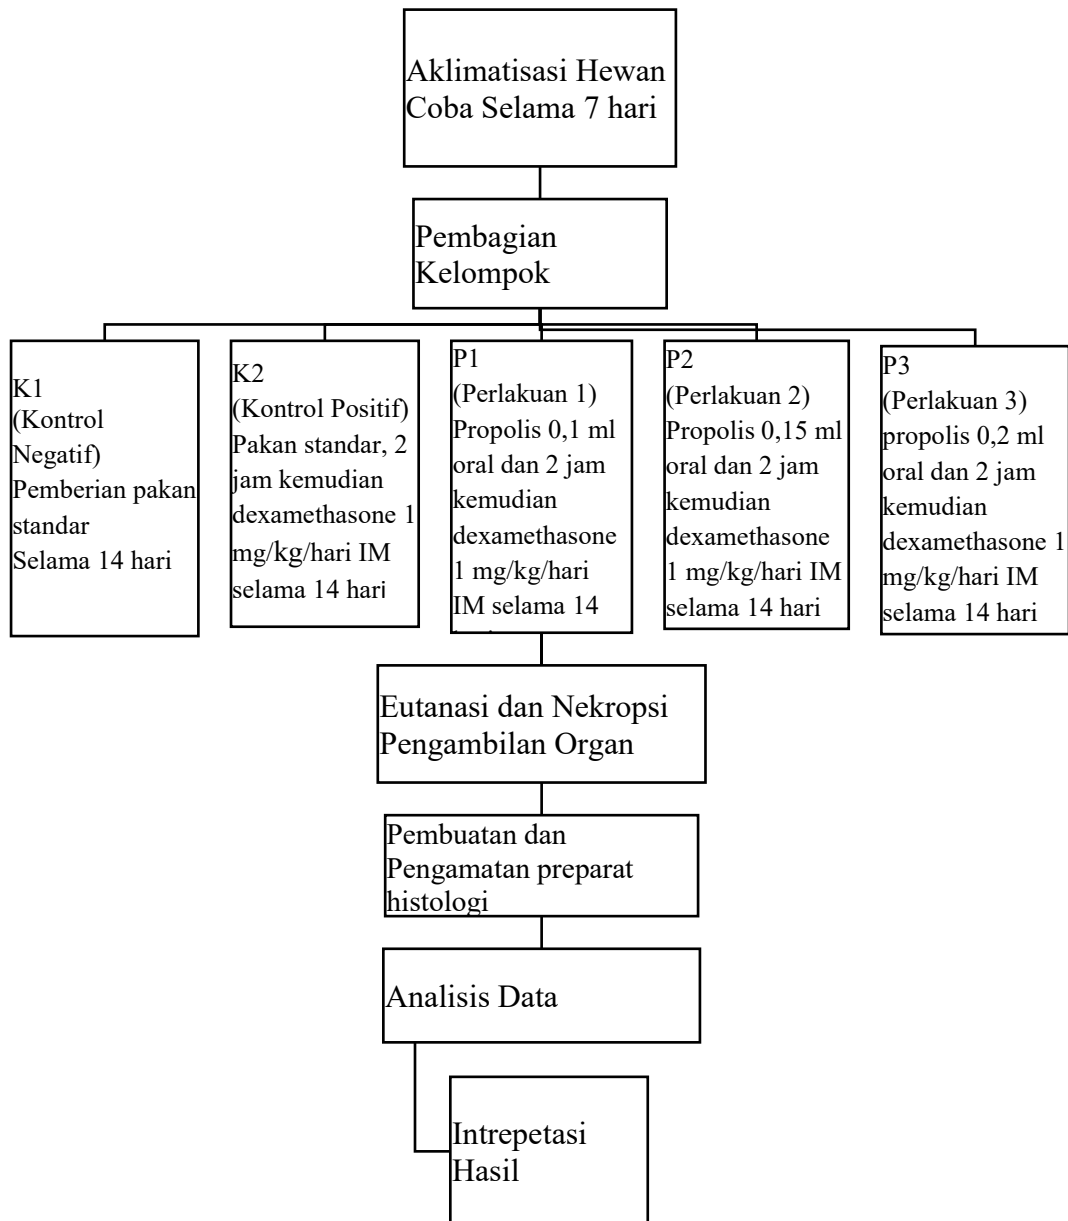 Aklimatisasi Hewan
Coba Selama 7 hari
Pembagian
Kelompok
K1
(Kontrol
Negatif)
Pemberian pakan
standar
Selama 14 hari
K2
(Kontrol Positif)
Pakan standar, 2
jam kemudian
dexamethasone 1
mg/kg/hari IM
selama 14 hari
P1
(Perlakuan 1)
Propolis 0,1 ml
oral dan 2 jam
kemudian
dexamethasone
1 mg/kg/hari
IM selama 14
P2
(Perlakuan 2)
Propolis 0,15 ml
oral dan 2 jam
kemudian
dexamethasone
1 mg/kg/hari IM
selama 14 hari
P3
(Perlakuan 3)
propolis 0,2 ml
oral dan 2 jam
kemudian
dexamethasone 1
mg/kg/hari IM
selama 14 hari
Eutanasi dan Nekropsi
Pengambilan Organ
Pembuatan dan
Pengamatan preparat
histologi
Analisis Data
Intrepetasi
Hasil